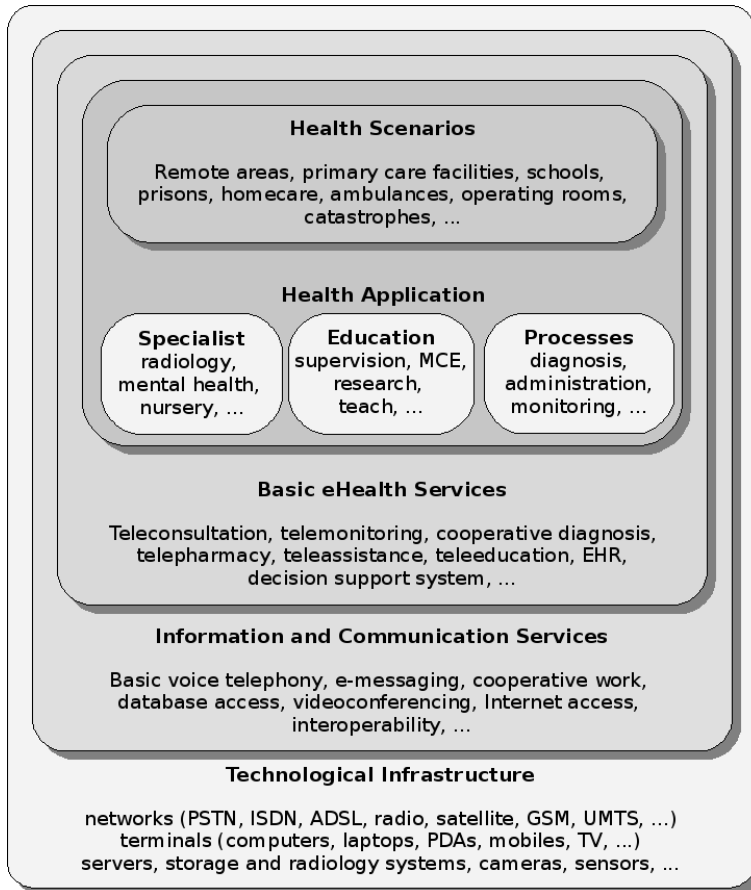 Health Scenarios
Remote areas, primary care facilities, schools,
prisons, homecare, ambulances, operating rooms,
catastrophes, ...
Health Application
Specialist
radiology,
mental health,
nursery, ...
Education
supervision, MCE,
research,
teach, ...
Processes
diagnosis,
administration,
monitoring, ...
Basic eHealth Services
Teleconsultation, telemonitoring, cooperative diagnosis,
telepharmacy, teleassistance, teleeducation, EHR,
decision support system, ...
Information and Communication Services
Basic voice telephony, e-messaging, cooperative work,
database access, videoconferencing, Internet access,
interoperability, ...
Technological Infrastructure
networks (PSTN, ISDN, ADSL, radio, satellite, GSM, UMTS, ...)
terminals (computers, laptops, PDAs, mobiles, TV, ...)
servers, storage and radiology systems, cameras, sensors, ...